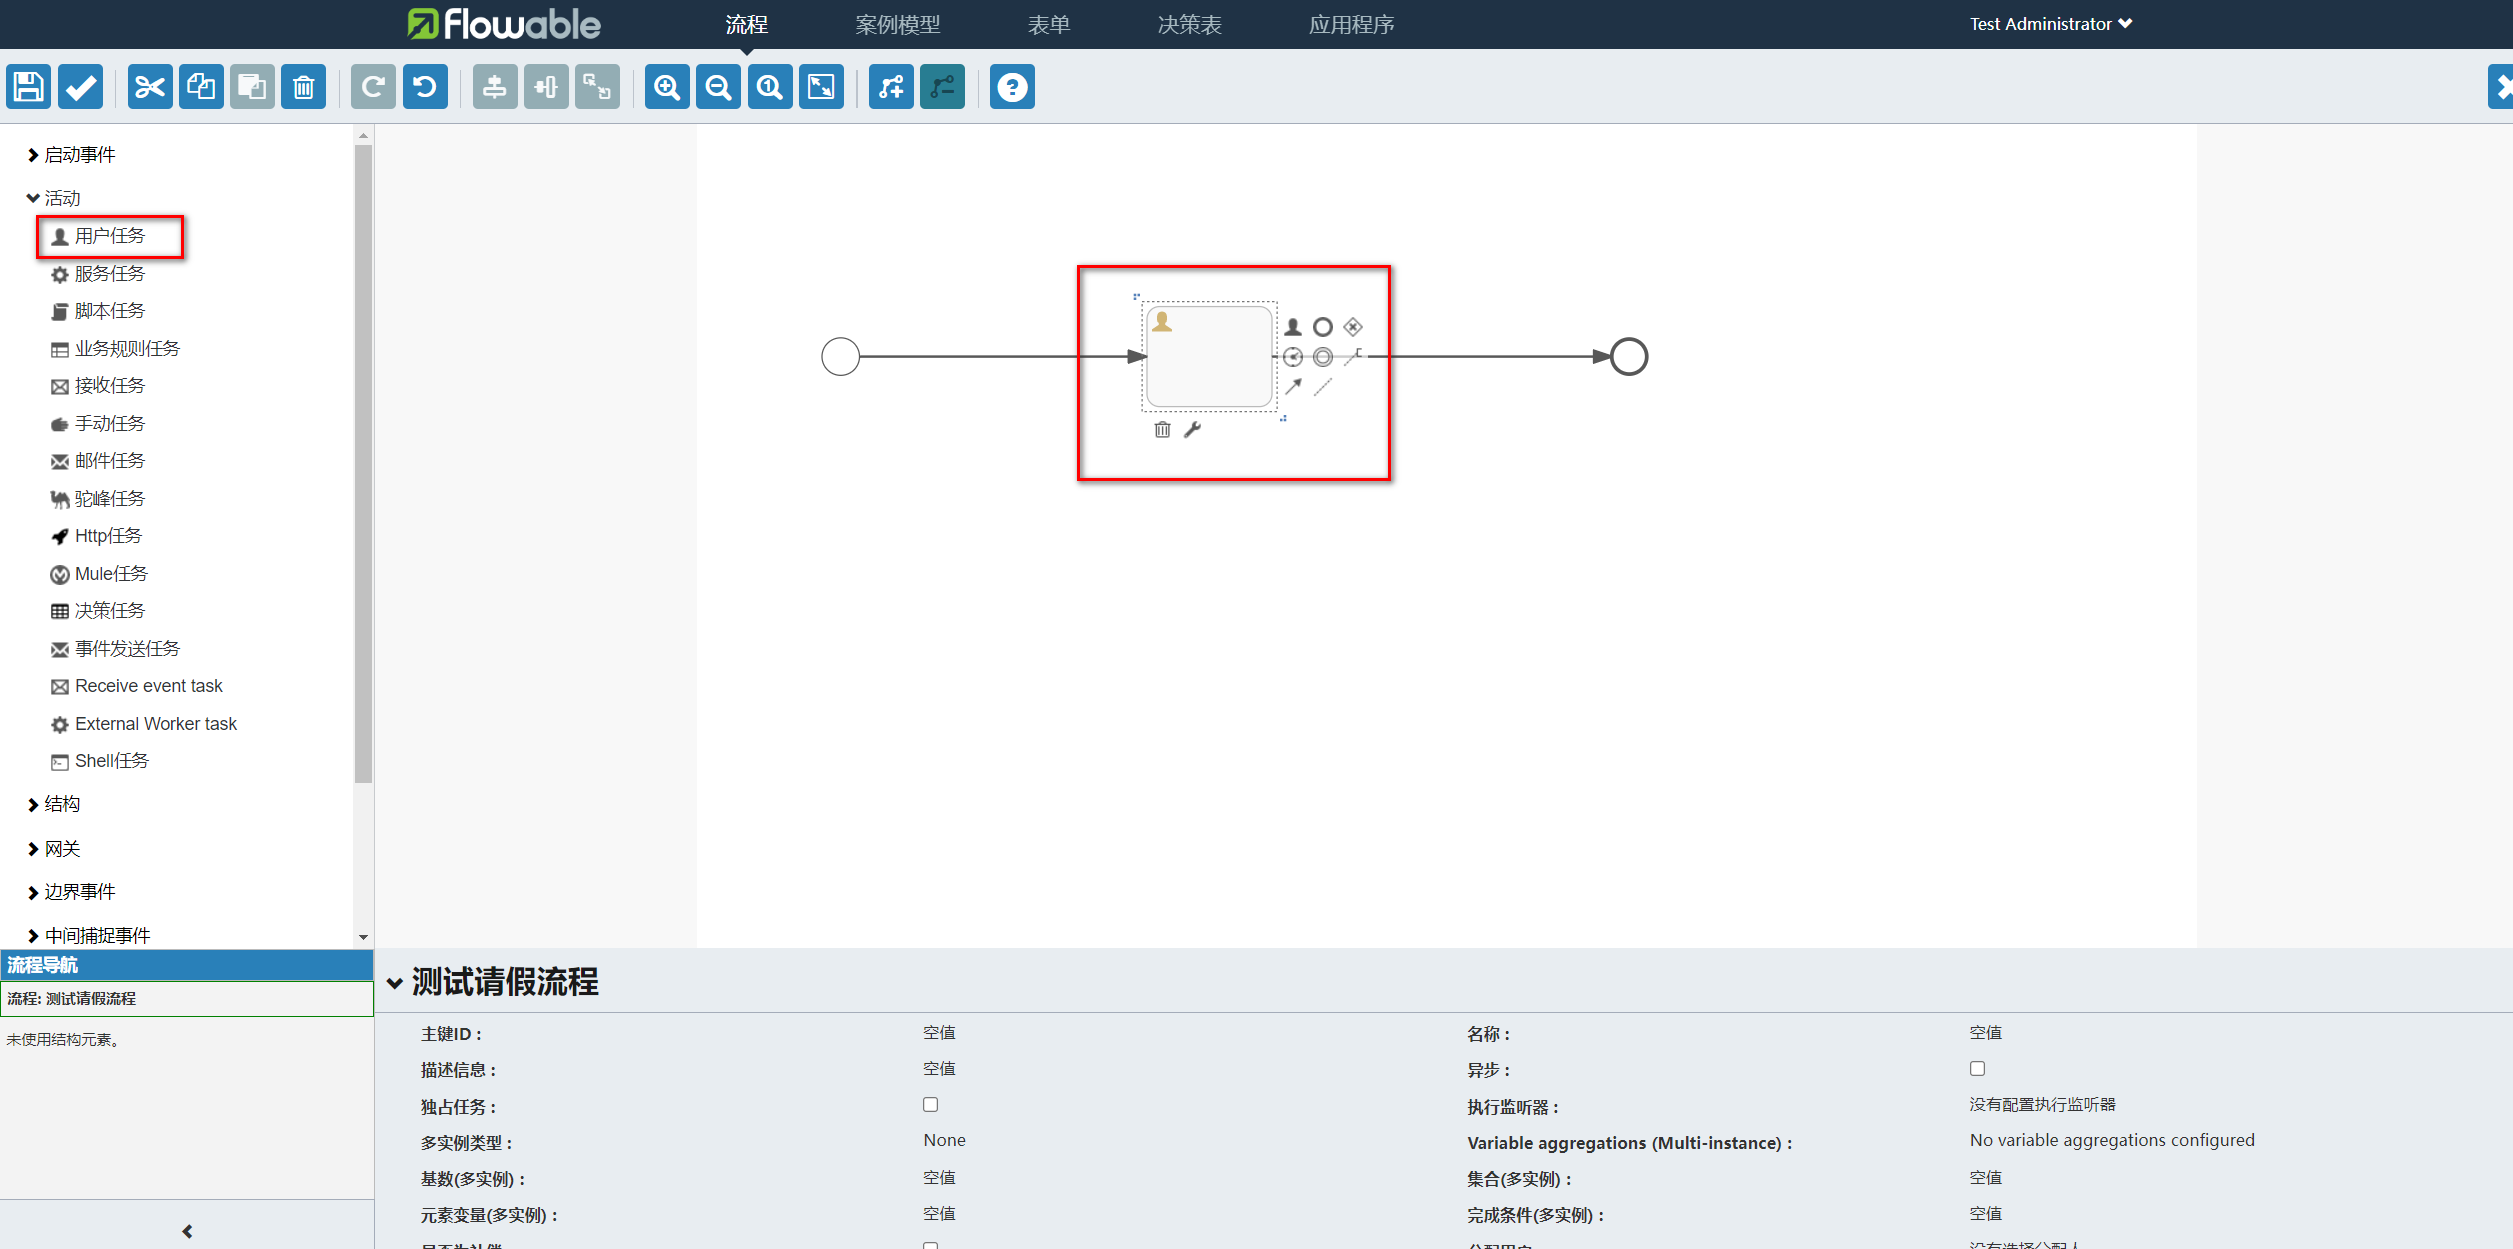 flowable 流程 案例模型 表单 决策表 应用程序 Test Administrator
启动事件
活动
用户任务
服务任务
脚本任务
业务规则任务
接收任务
手动任务
邮件任务
驼峰任务
Http任务
Mule任务
决策任务
事件发送任务
Receive event task
External Worker task
Shell任务
结构
网关
边界事件
中间捕捉事件
流程导航
流程: 测试请假流程
未使用结构元素。
测试请假流程
主键ID : 空值 名称 : 空值
描述信息 : 空值 异步 :
独占任务 : 执行监听器 : 没有配置执行监听器
多实例类型 : None Variable aggregations (Multi-instance) : No variable aggregations configured
基数(多实例) : 空值 集合(多实例) : 空值
元素变量(多实例) : 空值 完成条件(多实例) : 空值